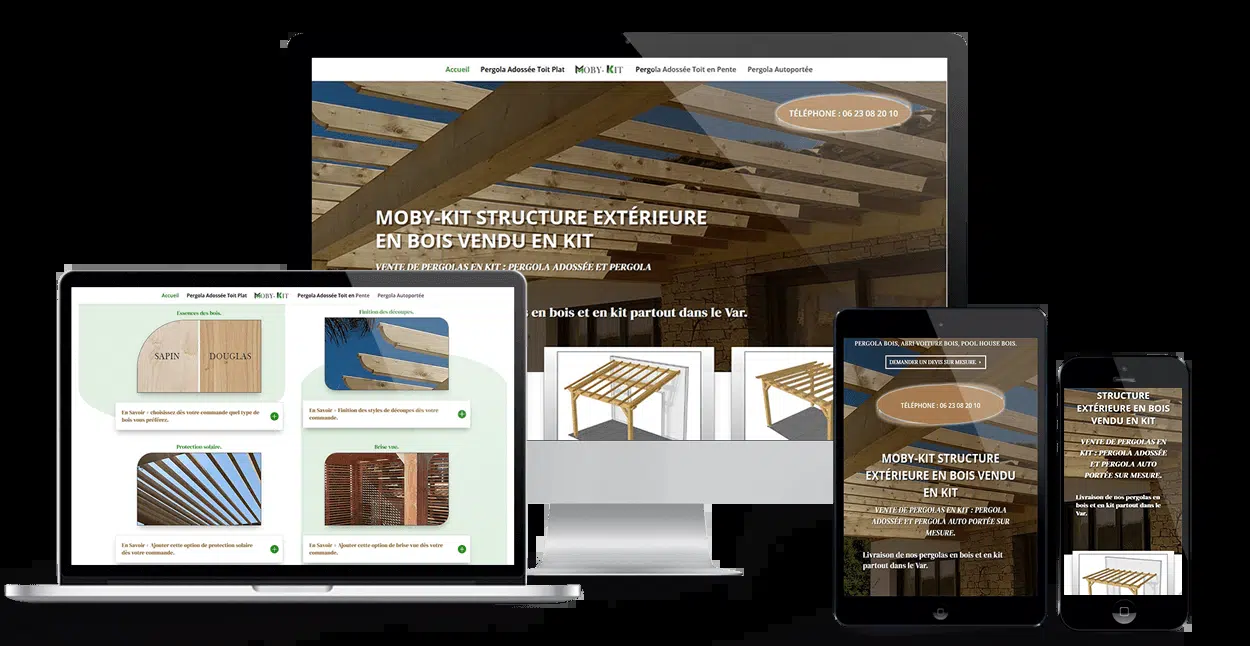 Accueil Pergola Adossée Toit Plat MOBY-KIT Pergola Adossée Toit en Pente Pergola Autoportée
TÉLÉPHONE : 06 23 08 20 10
MOBY-KIT STRUCTURE EXTÉRIEURE
EN BOIS VENDU EN KIT
VENTE DE PERGOLAS EN KIT : PERGOLA ADOSSÉE ET PERGOLA
s en bois et en kit partout dans le Var.
Accueil Pergola Adossée Toit Plat MOBY-KIT Pergola Adossée Toit en Pente Pergola Autoportée
Essences des bois.
SAPIN DOUGLAS
En Savoir + choisissez dès votre commande quel type de
bois vous préférez.
Finition des découpes.
En Savoir + Finition des styles de découpes dès votre
commande.
Protection solaire.
En Savoir + Ajouter cette option de protection solaire
dès votre commande.
Brise vue.
En Savoir + Ajouter cette option de brise vue dès votre
commande.
PERGOLA BOIS, ABRI VOITURE BOIS, POOL HOUSE BOIS.
DEMANDER UN DEVIS SUR MESURE +
TÉLÉPHONE : 06 23 08 20 10
MOBY-KIT STRUCTURE
EXTÉRIEURE EN BOIS VENDU
EN KIT
VENTE DE PERGOLAS EN KIT : PERGOLA
ADOSSÉE ET PERGOLA AUTO PORTÉE SUR
MESURE.
Livraison de nos pergolas en bois et en kit
partout dans le Var.
STRUCTURE
EXTÉRIEURE EN BOIS
VENDU EN KIT
VENTE DE PERGOLAS EN
KIT : PERGOLA ADOSSÉE
ET PERGOLA AUTO
PORTÉE SUR MESURE.
Livraison de nos pergolas en
bois et en kit partout dans le
Var.